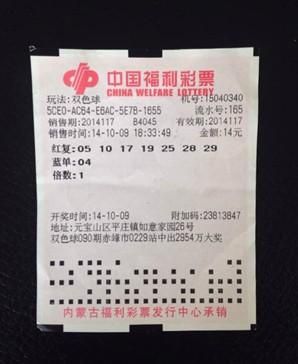 中国福利彩票
CHINA WELFARE LOTTERY
玩法:双色球 机号:15040340
5CE0-AC64-E6AC-5E7B-1655 流水号:165
销售期:2014117 B4045 有效期:2014117
销售时间:14-10-09 18:33:49 金额:14元
红复:05 10 17 19 25 28 29
蓝单:04
倍数:1
开奖时间:14-10-09 附加码:23813847
地址:元宝山区平庄镇如意家园26号
双色球090期赤峰市0229站中出2954万大奖
内蒙古福利彩票发行中心承销